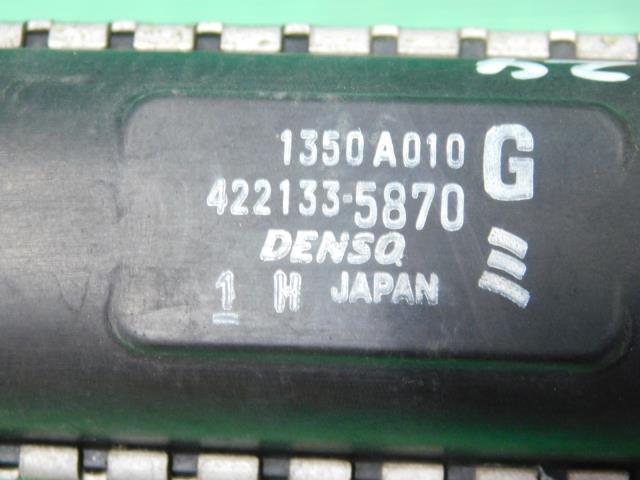 1350A010 G
422133-5870
DENSO
1 H JAPAN